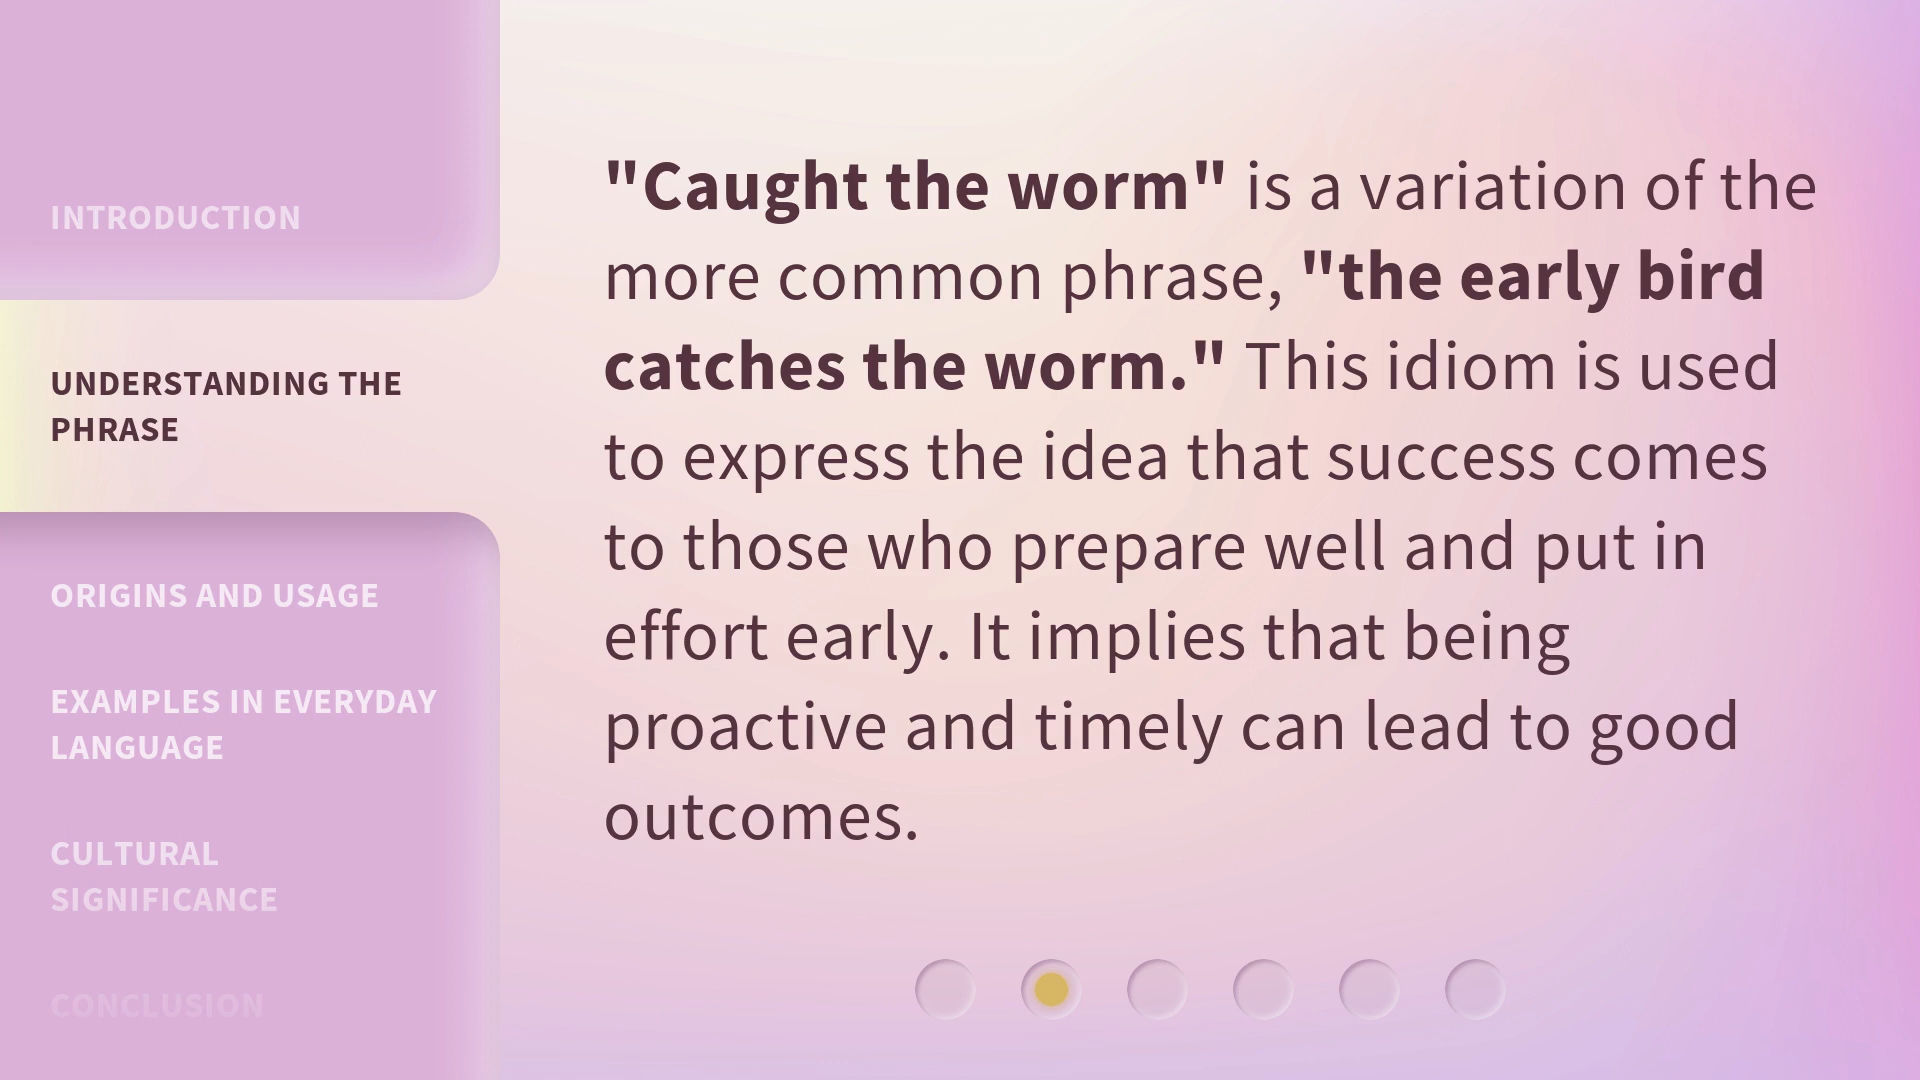 INTRODUCTION
UNDERSTANDING THE
PHRASE
ORIGINS AND USAGE
EXAMPLES IN EVERYDAY
LANGUAGE
CULTURAL
SIGNIFICANCE
CONCLUSION
"Caught the worm" is a variation of the
more common phrase, "the early bird
catches the worm." This idiom is used
to express the idea that success comes
to those who prepare well and put in
effort early. It implies that being
proactive and timely can lead to good
outcomes.